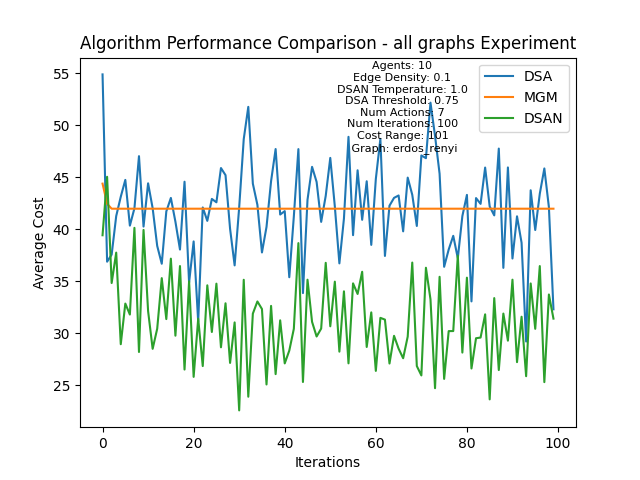 Algorithm Performance Comparison - all graphs Experiment
Agents: 10
Edge Density: 0.1
DSAN Temperature: 1.0
DSA Threshold: 0.75
Num Actions: 7
Num Iterations: 100
Cost Range: 101
Graph: erdos_renyi
DSA
MGM
DSAN
Average Cost
55
50
45
40
35
30
25
0 20 40 60 80 100
Iterations